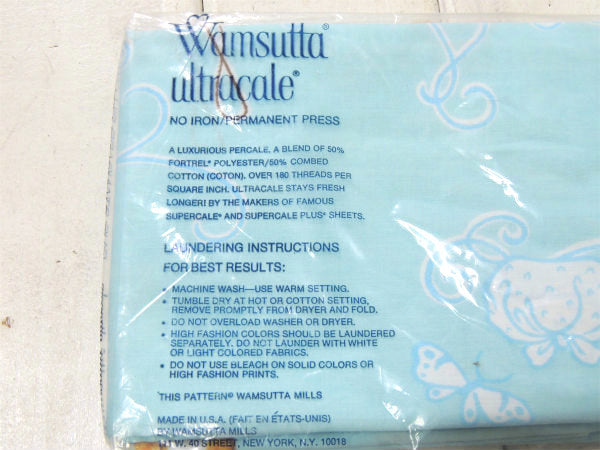 Wamsutta®
ultracale®
NO IRON/PERMANENT PRESS
A LUXURIOUS PERCALE. A BLEND OF 50%
FORTREL® POLYESTER/50% COMBED
COTTON (COTON). OVER 180 THREADS PER
SQUARE INCH. ULTRACALE STAYS FRESH
LONGER! BY THE MAKERS OF FAMOUS
SUPERCALE® AND SUPERCALE PLUS® SHEETS.
LAUNDERING INSTRUCTIONS
FOR BEST RESULTS:
• MACHINE WASH—USE WARM SETTING.
• TUMBLE DRY AT HOT OR COTTON SETTING,
REMOVE PROMPTLY FROM DRYER AND FOLD.
• DO NOT OVERLOAD WASHER OR DRYER.
• HIGH FASHION COLORS SHOULD BE LAUNDERED
SEPARATELY. DO NOT LAUNDER WITH WHITE
OR LIGHT COLORED FABRICS.
• DO NOT USE BLEACH ON SOLID COLORS OR
HIGH FASHION PRINTS.
THIS PATTERN© WAMSUTTA MILLS
MADE IN U.S.A. (FAIT EN ÉTATS-UNIS)
BY WAMSUTTA MILLS
111 W. 40 STREET, NEW YORK, N.Y. 10018